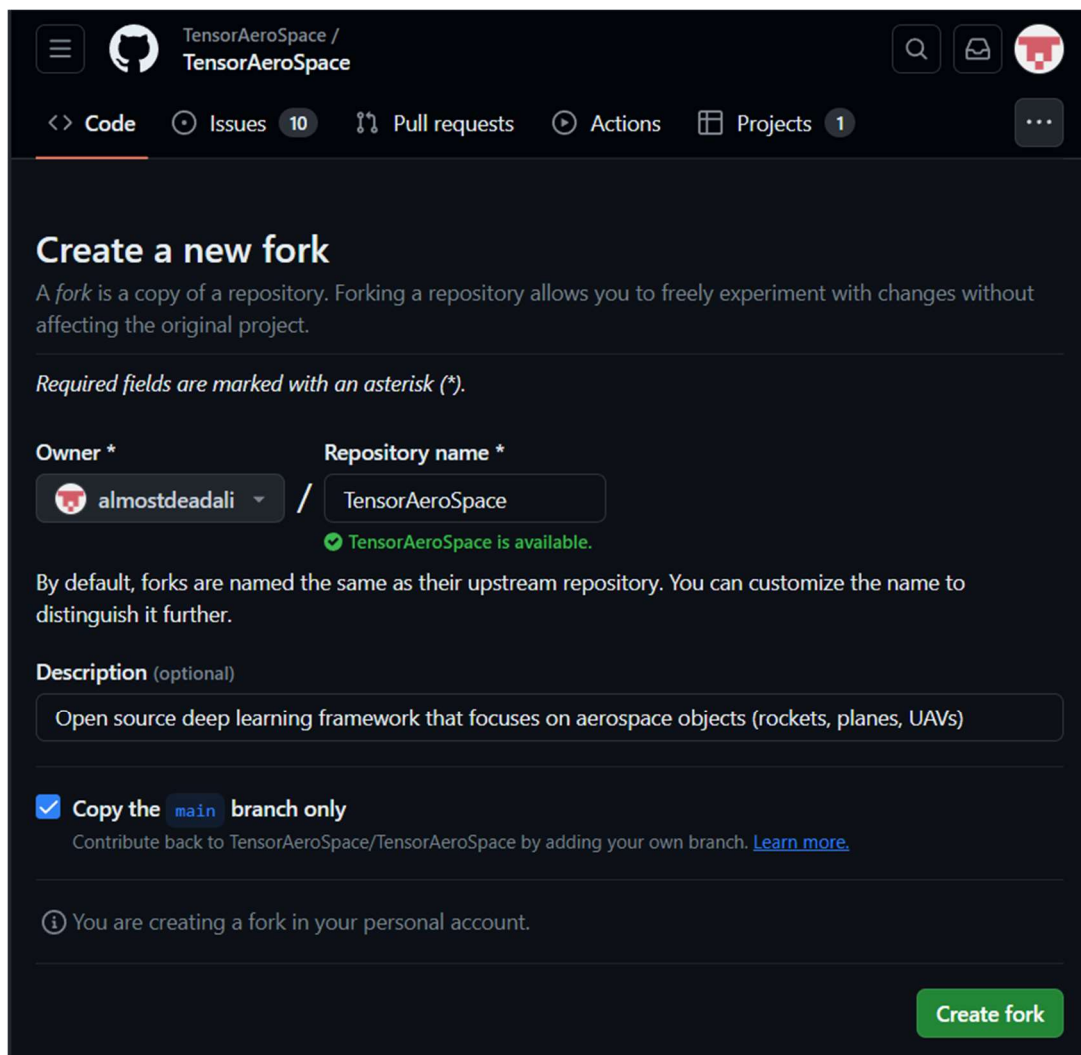 TensorAeroSpace /
TensorAeroSpace
Code Issues 10 Pull requests Actions Projects 1
Create a new fork
A fork is a copy of a repository. Forking a repository allows you to freely experiment with changes without
affecting the original project.
Required fields are marked with an asterisk (*).
Owner * Repository name *
almostdeadali / TensorAeroSpace
TensorAeroSpace is available.
By default, forks are named the same as their upstream repository. You can customize the name to
distinguish it further.
Description (optional)
Open source deep learning framework that focuses on aerospace objects (rockets, planes, UAVs)
Copy the main branch only
Contribute back to TensorAeroSpace/TensorAeroSpace by adding your own branch. Learn more.
You are creating a fork in your personal account.
Create fork